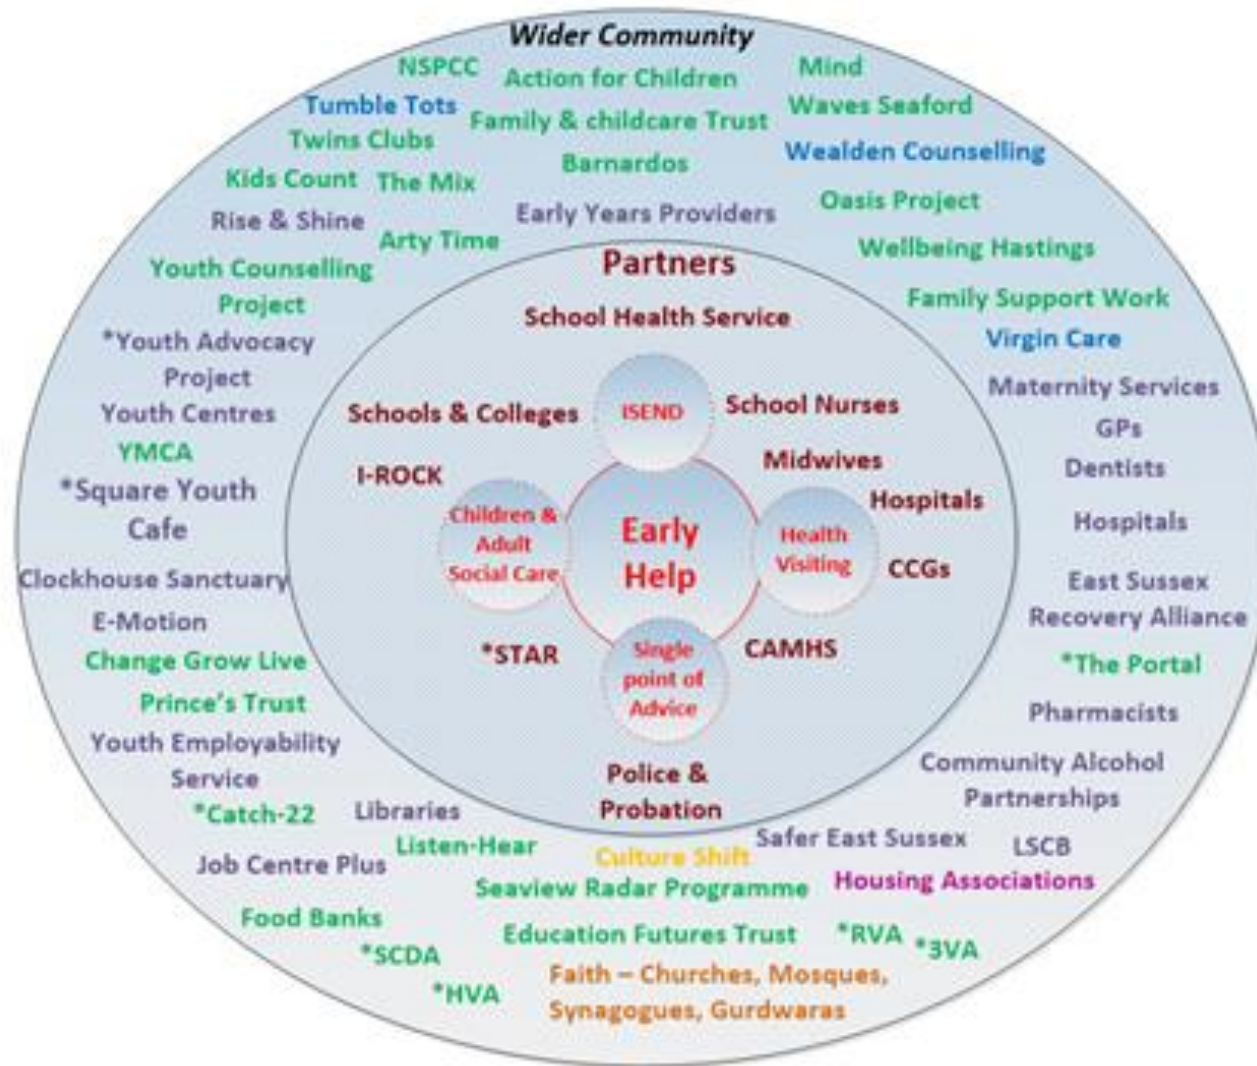 Wider Community
NSPCC
Action for Children
Mind
Tumble Tots
Family & childcare Trust
Waves Seaford
Twins Clubs
Barnardos
Wealden Counselling
Kids Count
The Mix
Oasis Project
Rise & Shine
Early Years Providers
Arty Time
Wellbeing Hastings
Youth Counselling
Project
Family Support Work
*Youth Advocacy
Project
Virgin Care
Youth Centres
Maternity Services
YMCA
GPs
*Square Youth
Cafe
Dentists
Hospitals
Clockhouse Sanctuary
East Sussex
Recovery Alliance
E-Motion
Change Grow Live
*The Portal
Prince's Trust
Pharmacists
Youth Employability
Service
Community Alcohol
Partnerships
*Catch-22
Libraries
Safer East Sussex
LSCB
Job Centre Plus
Listen-Hear
Culture Shift
Housing Associations
Seaview Radar Programme
Food Banks
Education Futures Trust
*RVA
*3VA
*SCDA
*HVA
Faith – Churches, Mosques,
Synagogues, Gurdwaras
Partners
School Health Service
Schools & Colleges
ISEND
School Nurses
I-ROCK
Midwives
Hospitals
Children &
Adult
Social Care
Early
Help
Health
Visiting
CCGs
*STAR
Single
point of
Advice
CAMHS
Police &
Probation